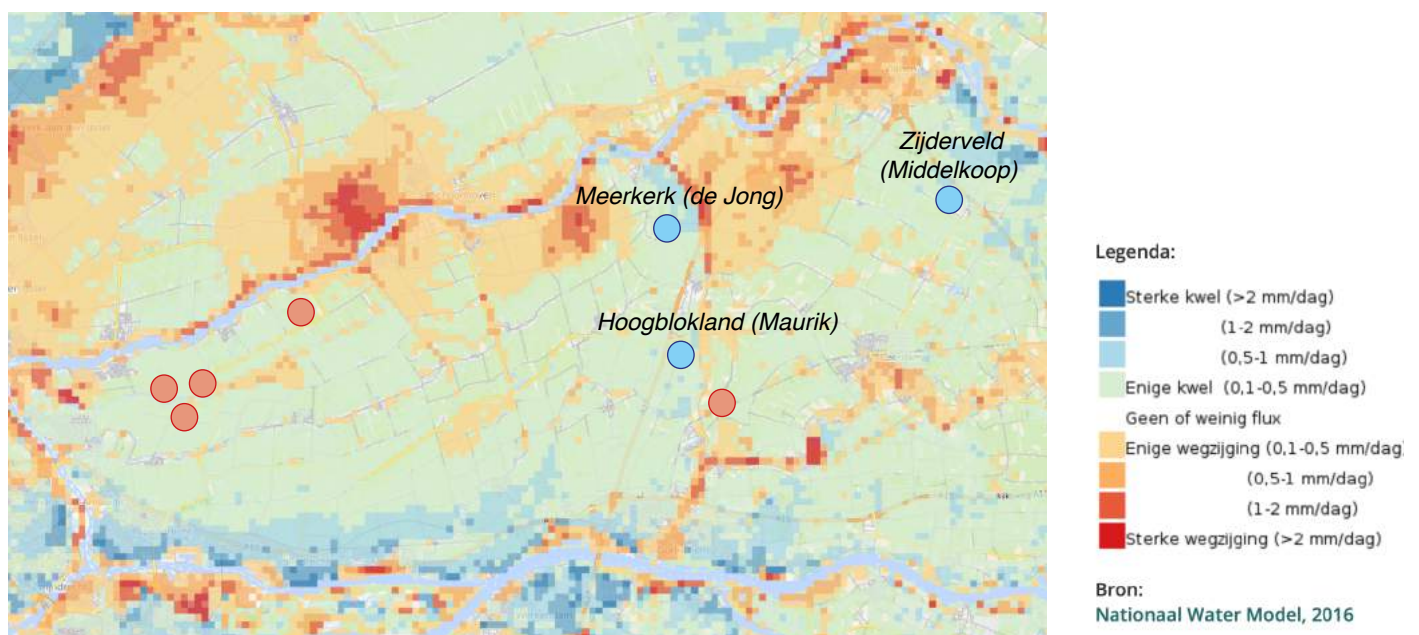 Zijderveld
(Middelkoop)
Meerkerk (de Jong)
Hoogblokland (Maurik)
Legenda:
Sterke kwel (>2 mm/dag)
(1-2 mm/dag)
(0,5-1 mm/dag)
Enige kwel (0,1-0,5 mm/dag)
Geen of weinig flux
Enige wegzijging (0,1-0,5 mm/dag)
(0,5-1 mm/dag)
(1-2 mm/dag)
Sterke wegzijging (>2 mm/dag)
Bron:
Nationaal Water Model, 2016